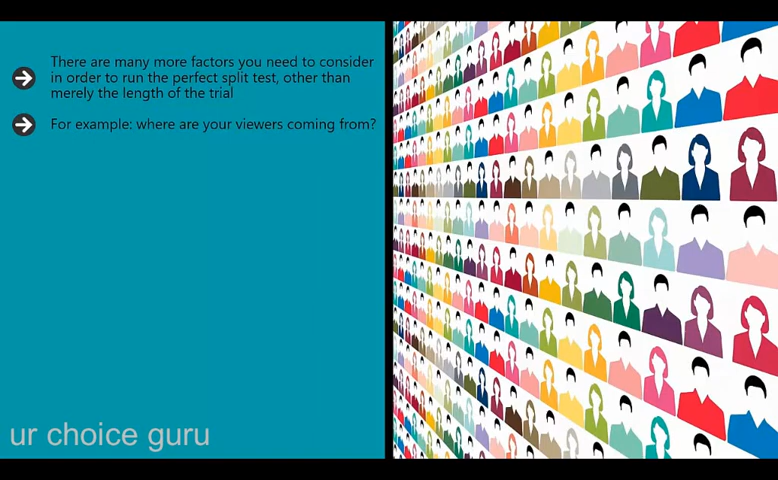 There are many more factors you need to consider
in order to run the perfect split test, other than
merely the length of the trial
For example: where are your viewers coming from?
ur choice guru